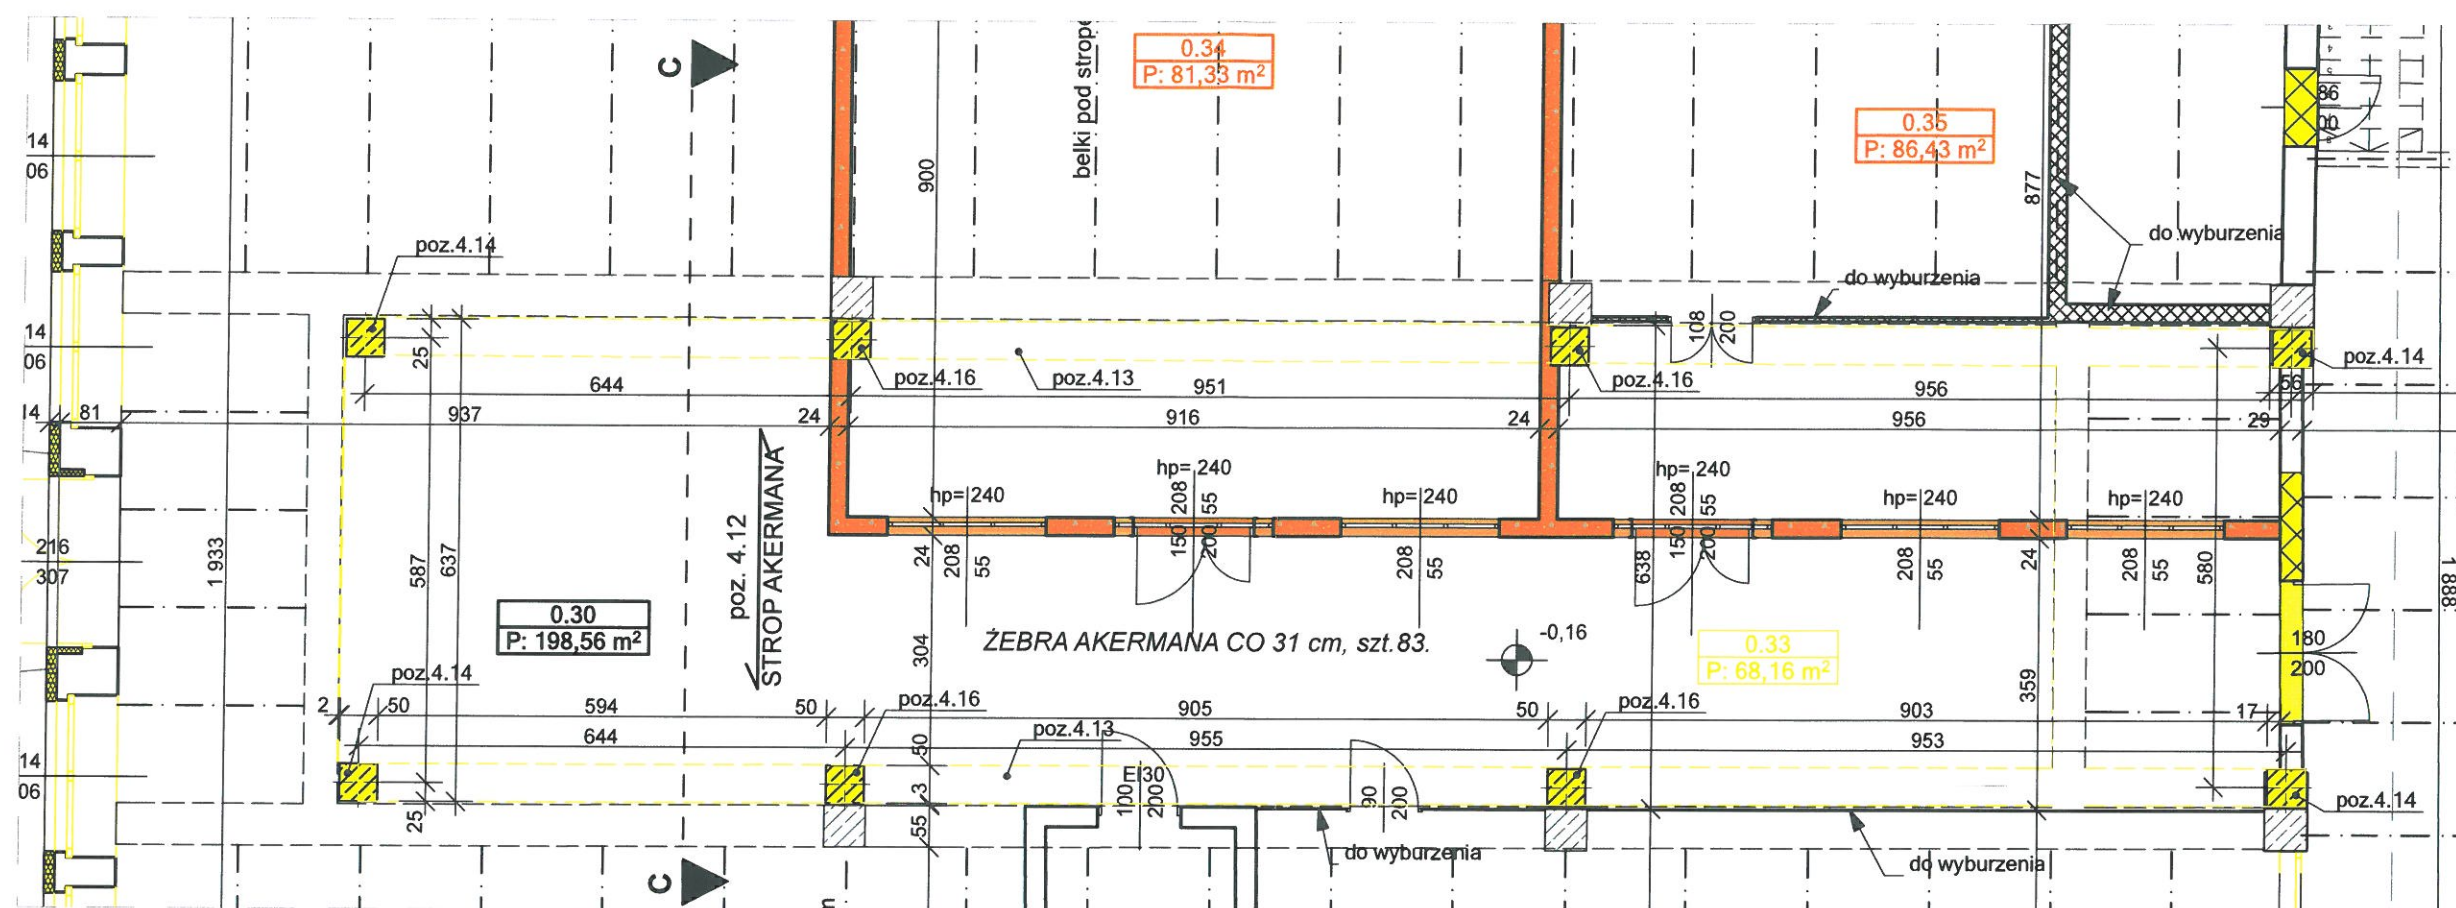 C
belki pod strope
0.34
P: 81,33 m²
0.35
P: 86,43 m²
86
14
06
900
877
poz.4.14
do wyburzenia
do wyburzenia
108
200
14
06
25
poz.4.16
poz.4.13
poz.4.16
poz.4.14
644
951
956
56
14
81
937
24
916
24
956
29
hp= 240
hp= 240
hp= 240
hp= 240
hp= 240
hp= 240
208
55
208
55
150
200
150
200
216
307
1 933
587
637
poz. 4.12
STROP AKERMANA
24
208
55
208
55
638
208
55
24
208
55
580
1 888
0.30
P: 198,56 m²
ŻEBRA AKERMANA CO 31 cm, szt.83.
-0,16
304
0.33
P: 68,16 m²
180
200
359
poz.4.14
poz.4.16
poz.4.16
2
50
594
50
905
50
903
17
644
955
953
poz.4.13
50
14
06
EI30
100
200
90
200
3
25
55
poz.4.14
do wyburzenia
do wyburzenia
C